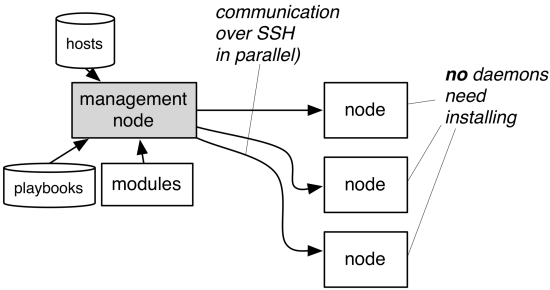 communication
over SSH
in parallel)
hosts
management
node
playbooks
modules
node
node
node
no daemons
need
installing